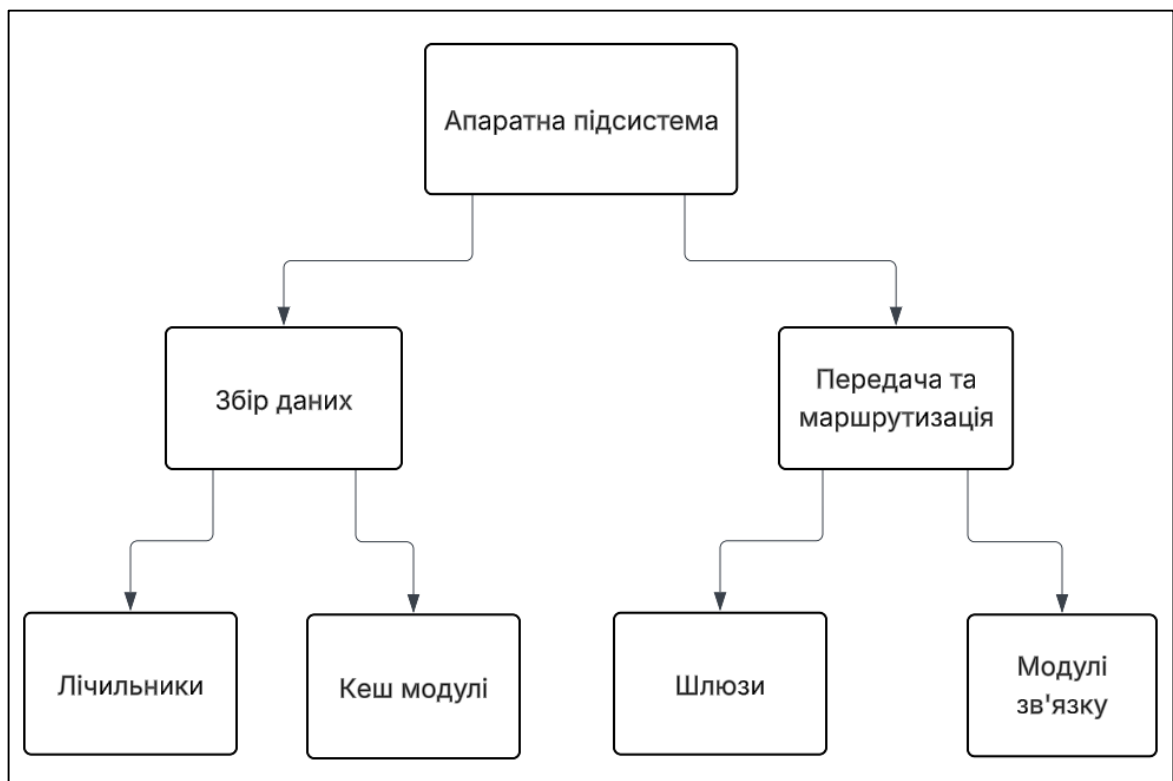 Апаратна підсистема
Збір даних
Передача та
маршрутизація
Лічильники
Кеш модулі
Шлюзи
Модулі
зв'язку